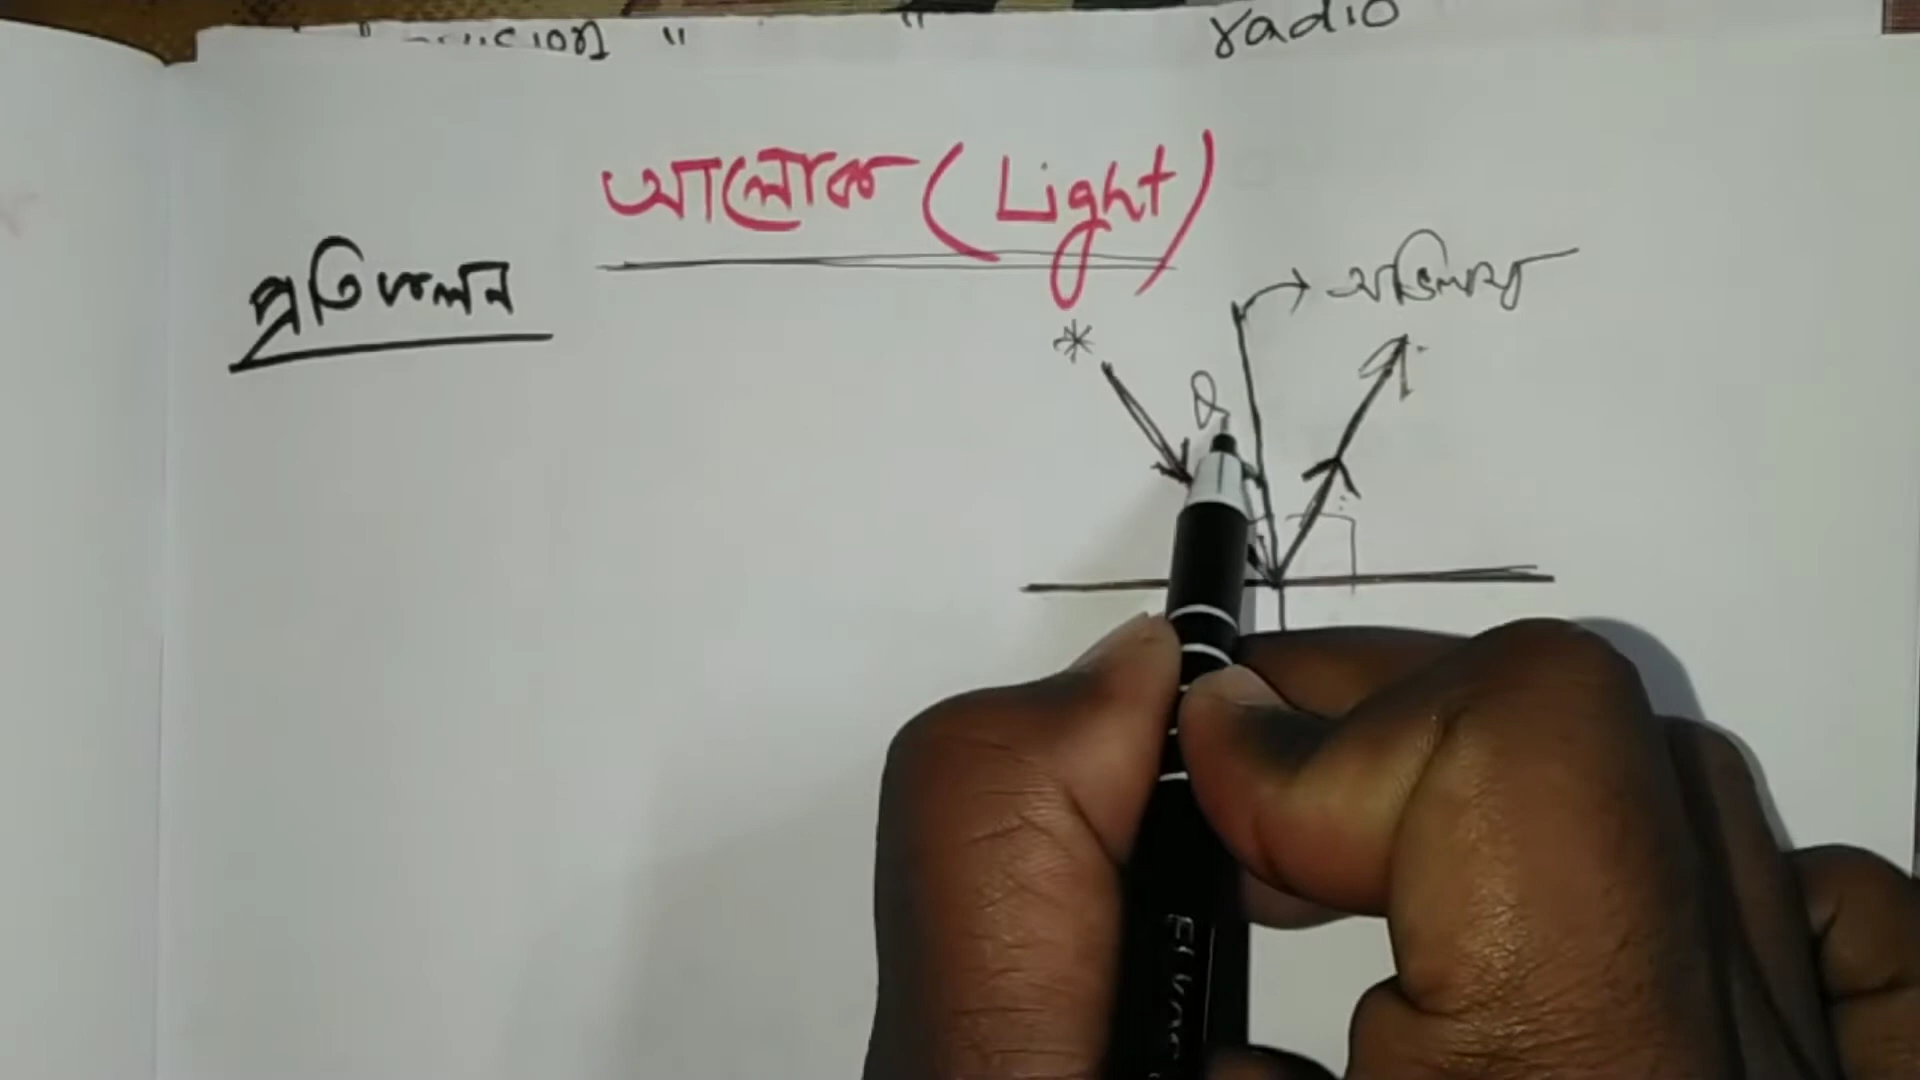 radio
আলোক (Light)
প্রতিফলন
অভিলম্ব
θ